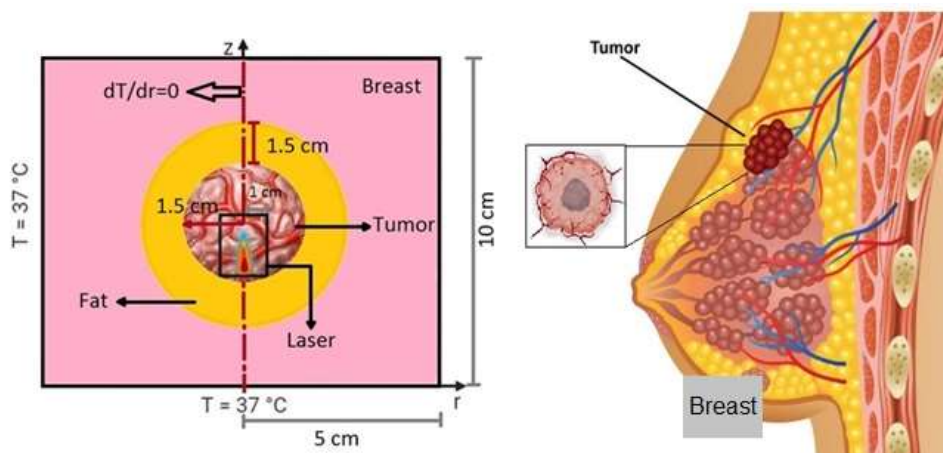 z
dT/dr=0
Breast
1.5 cm
1 cm
1.5 cm
Tumor
Fat
Laser
T = 37 °C
10 cm
T = 37 °C
r
5 cm
Tumor
Breast